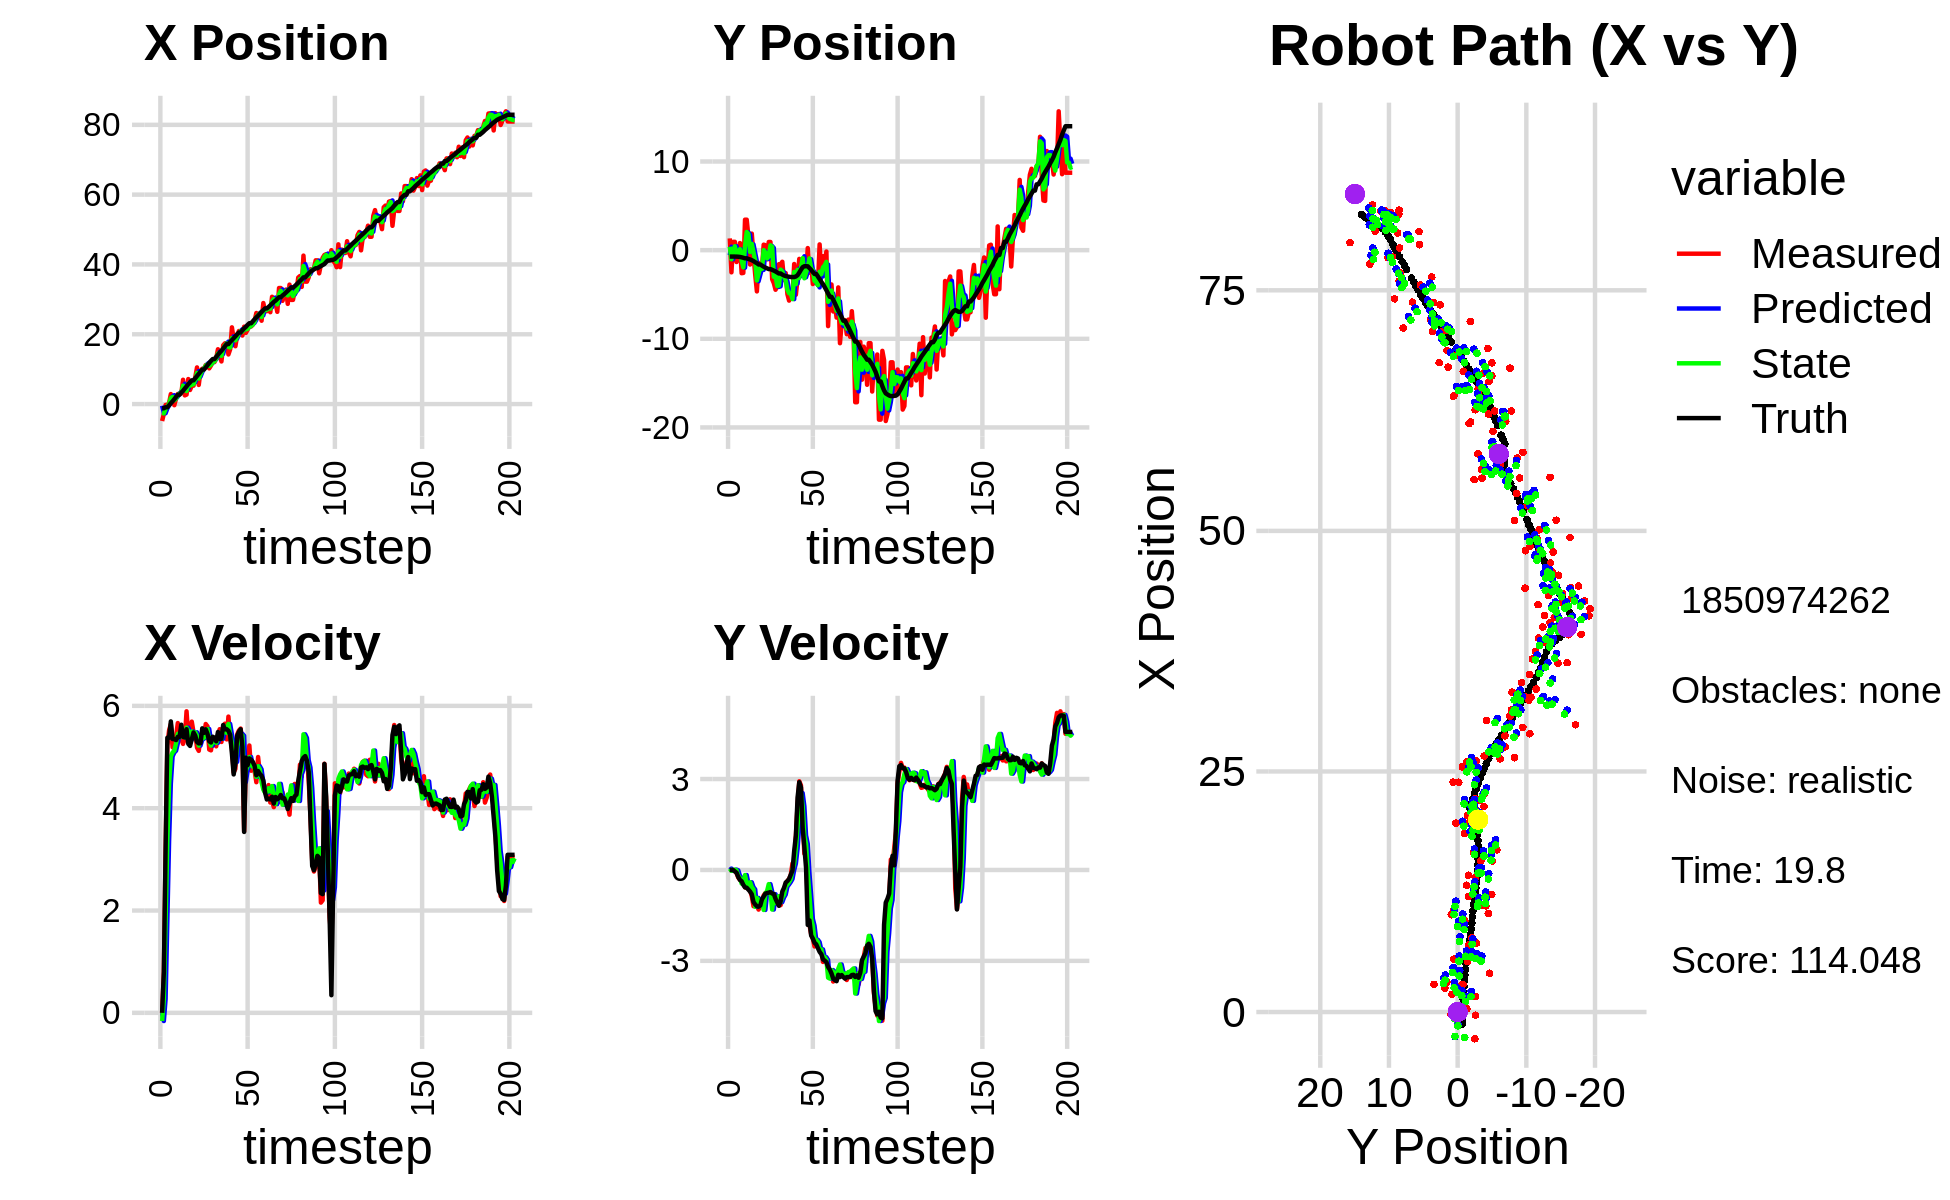 X Position
80
60
40
20
0
0
50
100
150
200
timestep
Y Position
10
0
-10
-20
0
50
100
150
200
timestep
X Velocity
6
4
2
0
0
50
100
150
200
timestep
Y Velocity
3
0
-3
0
50
100
150
200
timestep
Robot Path (X vs Y)
X Position
75
50
25
0
20 10 0 -10 -20
Y Position
variable
Measured
Predicted
State
Truth
1850974262
Obstacles: none
Noise: realistic
Time: 19.8
Score: 114.048